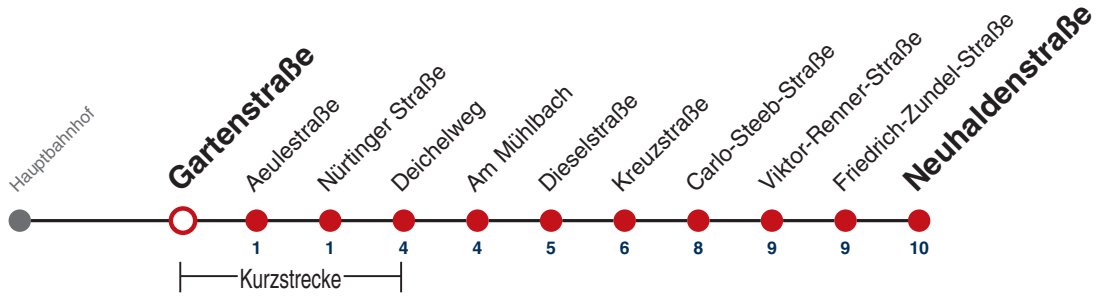 Hauptbahnhof
Gartenstraße
Aeulestraße
Nürtinger Straße
Deichelweg
Am Mühlbach
Dieselstraße
Kreuzstraße
Carlo-Steeb-Straße
Viktor-Renner-Straße
Friedrich-Zundel-Straße
Neuhaldenstraße
1 1 4 4 5 6 8 9 9 10
Kurzstrecke